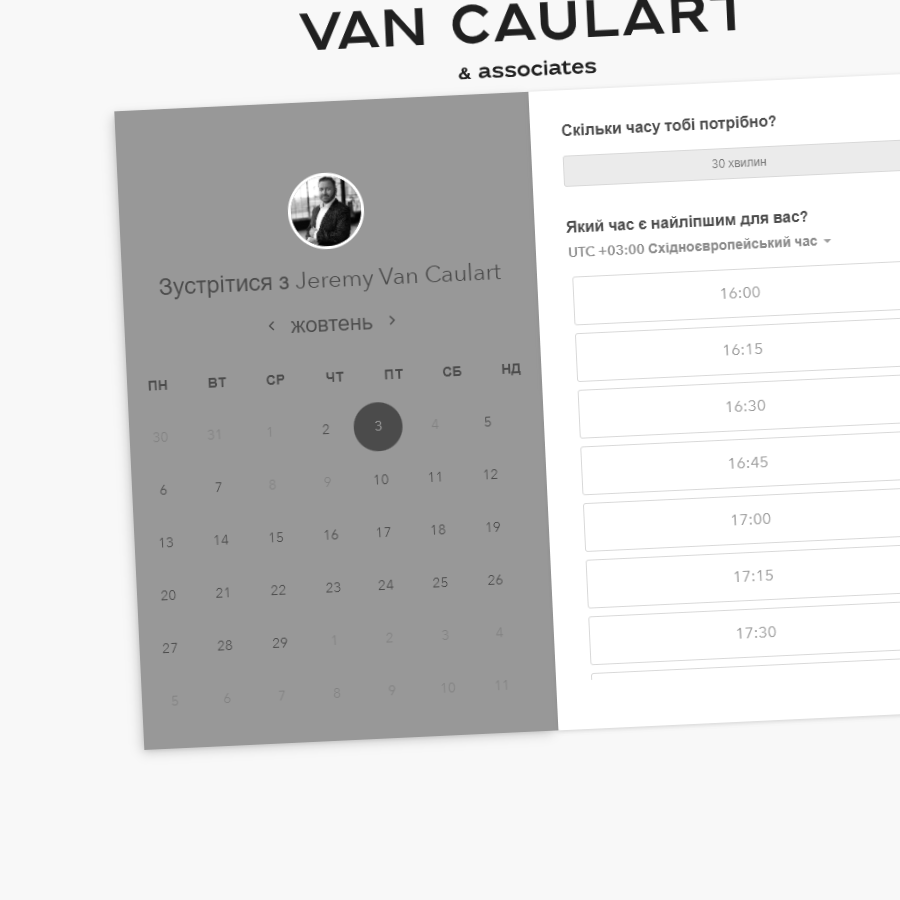 VAN CAULART
& associates
Зустрітися з Jeremy Van Caulart
‹ жовтень ›
ПН ВТ СР ЧТ ПТ СБ НД
30 31 1 2 3 4 5
6 7 8 9 10 11 12
13 14 15 16 17 18 19
20 21 22 23 24 25 26
27 28 29 1 2 3 4
5 6 7 8 9 10 11
Скільки часу тобі потрібно?
30 хвилин
Який час є найліпшим для вас?
UTC +03:00 Східноєвропейський час
16:00
16:15
16:30
16:45
17:00
17:15
17:30